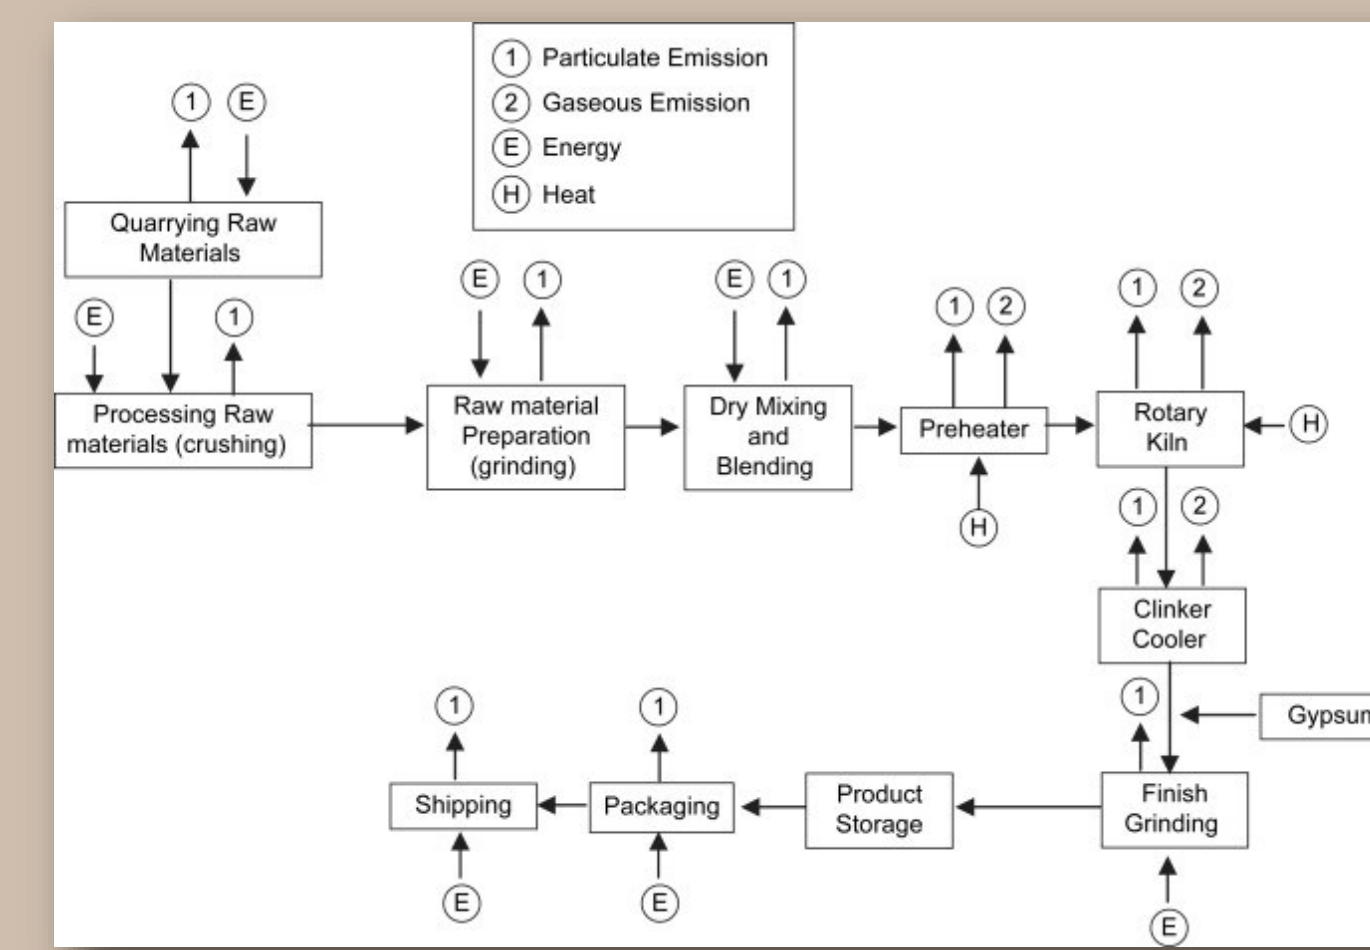 1 Particulate Emission
2 Gaseous Emission
E Energy
H Heat
1 E
Quarrying Raw
Materials
E 1
Processing Raw
materials (crushing)
E 1
Raw material
Preparation
(grinding)
E 1
Dry Mixing
and
Blending
1 2
Preheater
H
1 2
Rotary
Kiln
H
1 2
Clinker
Cooler
1
Gypsum
Finish
Grinding
E
Product
Storage
1
Packaging
E
1
Shipping
E